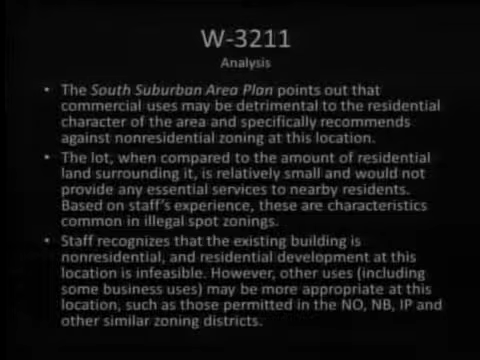 W-3211
Analysis
• The South Suburban Area Plan points out that
commercial uses may be detrimental to the residential
character of the area and specifically recommends
against nonresidential zoning at this location.
• The lot, when compared to the amount of residential
land surrounding it, is relatively small and would not
provide any essential services to nearby residents.
Based on staff's experience, these are characteristics
common in illegal spot zonings.
• Staff recognizes that the existing building is
nonresidential, and residential development at this
location is infeasible. However, other uses (including
some business uses) may be more appropriate at this
location, such as those permitted in the NO, NB, IP and
other similar zoning districts.